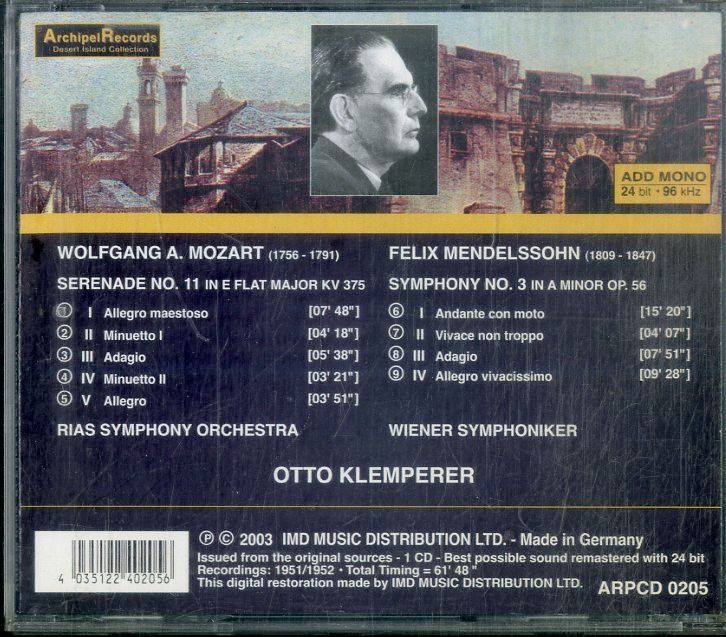 ArchipelRecords
Desert Island Collection
ADD MONO
24 bit · 96 kHz
WOLFGANG A. MOZART (1756 - 1791)
SERENADE NO. 11 IN E FLAT MAJOR KV 375
1 I Allegro maestoso [07' 48"]
2 II Minuetto I [04' 18"]
3 III Adagio [05' 38"]
4 IV Minuetto II [03' 21"]
5 V Allegro [03' 51"]
RIAS SYMPHONY ORCHESTRA
FELIX MENDELSSOHN (1809 - 1847)
SYMPHONY NO. 3 IN A MINOR OP. 56
6 I Andante con moto [15' 20"]
7 II Vivace non troppo [04' 07"]
8 III Adagio [07' 51"]
9 IV Allegro vivacissimo [09' 28"]
WIENER SYMPHONIKER
OTTO KLEMPERER
℗ © 2003 IMD MUSIC DISTRIBUTION LTD. - Made in Germany
Issued from the original sources - 1 CD - Best possible sound remastered with 24 bit
Recordings: 1951/1952 · Total Timing = 61' 48 "
This digital restoration made by IMD MUSIC DISTRIBUTION LTD.
4 035122 402056
ARPCD 0205